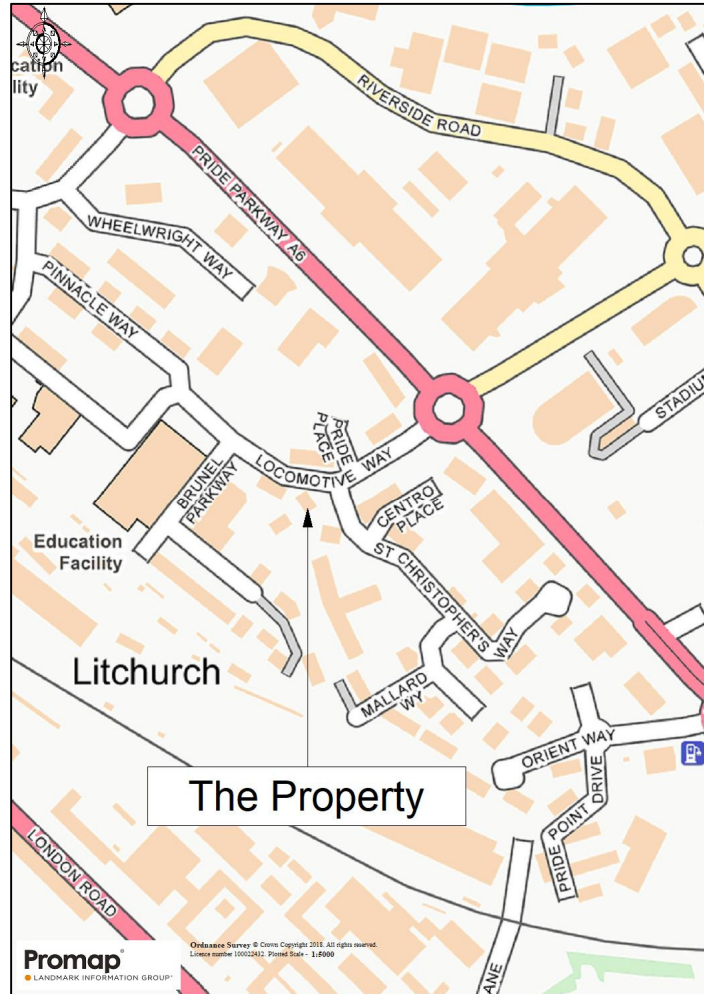 cation
lity
RIVERSIDE ROAD
PRIDE PARKWAY A6
WHEELWRIGHT WAY
PINNACLE WAY
STADIU
PRIDE
PLACE
LOCOMOTIVE WAY
BRUNEL
PARKWAY
CENTRO
PLACE
Education
Facility
ST CHRISTOPHER'S WAY
Litchurch
MALLARD
WY
ORIENT WAY
The Property
PRIDE POINT DRIVE
LONDON ROAD
ANE
Promap®
LANDMARK INFORMATION GROUP®
Ordnance Survey © Crown Copyright 2018. All rights reserved.
Licence number 100022432. Plotted Scale - 1:5000